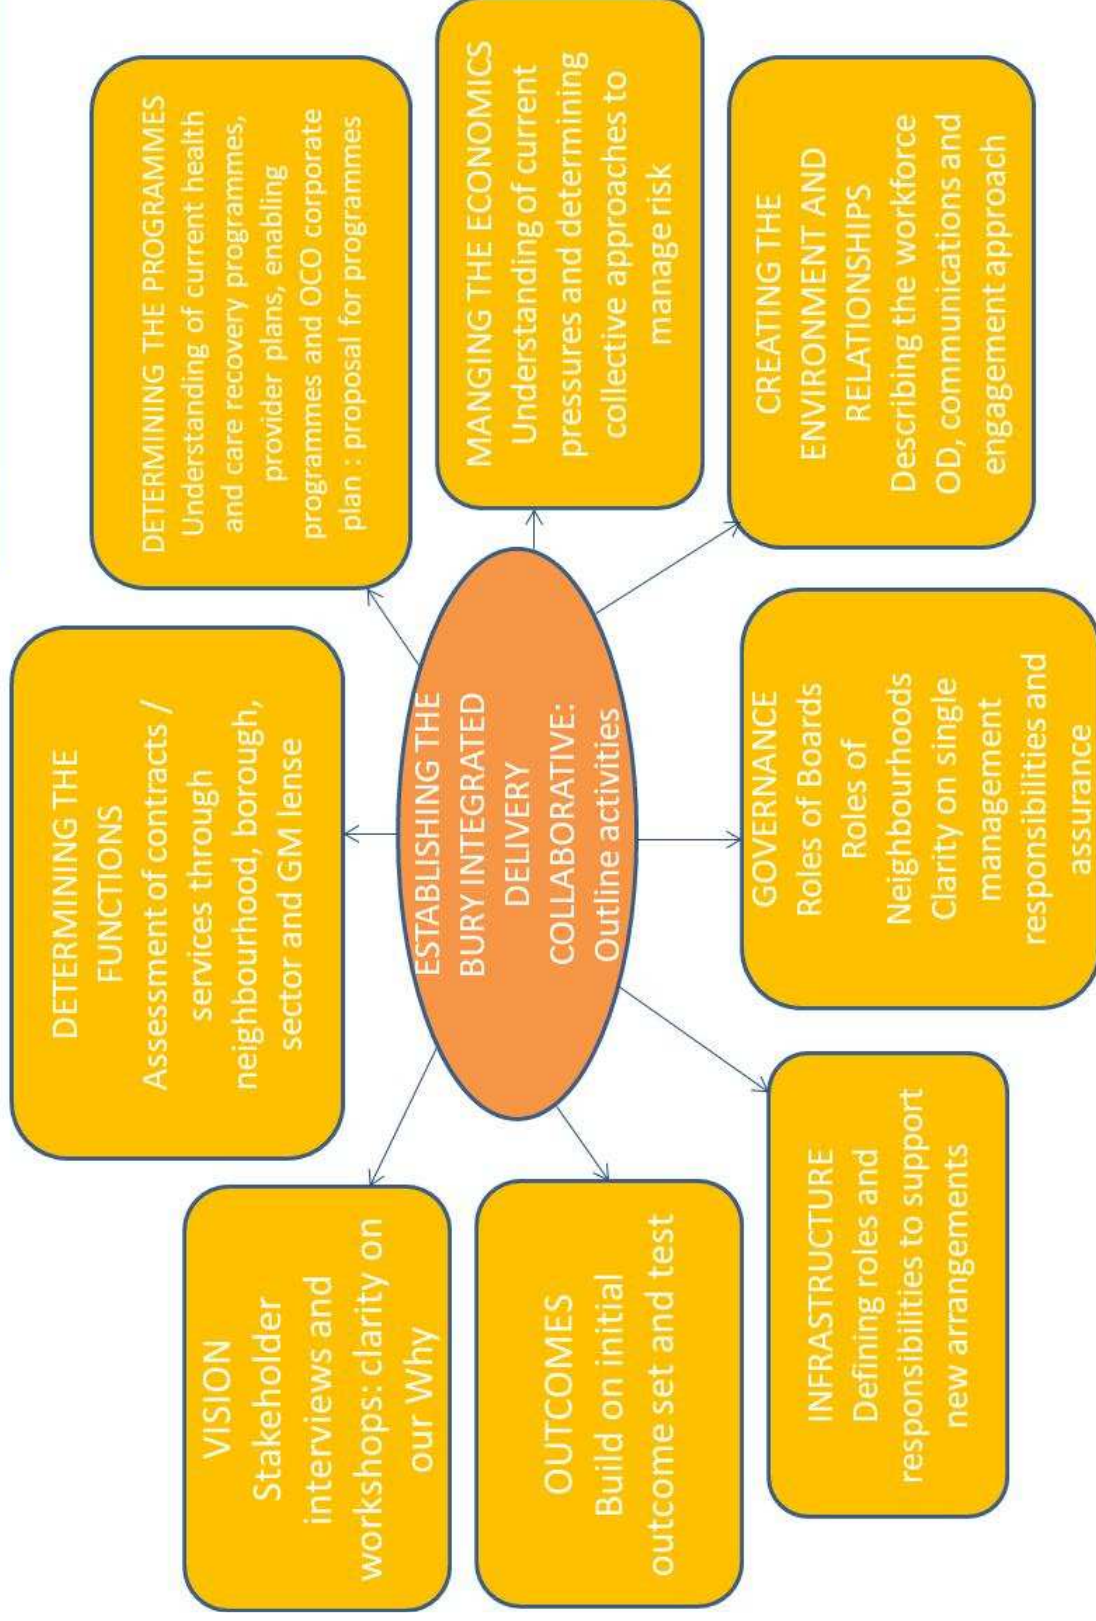 VISION
Stakeholder
interviews and
workshops: clarity on
our Why
DETERMINING THE
FUNCTIONS
Assessment of contracts /
services through
neighbourhood, borough,
sector and GM lense
DETERMINING THE PROGRAMMES
Understanding of current health
and care recovery programmes,
provider plans, enabling
programmes and OCO corporate
plan : proposal for programmes
OUTCOMES
Build on initial
outcome set and test
ESTABLISHING THE
BURY INTEGRATED
DELIVERY
COLLABORATIVE:
Outline activities
MANGING THE ECONOMICS
Understanding of current
pressures and determining
collective approaches to
manage risk
INFRASTRUCTURE
Defining roles and
responsibilities to support
new arrangements
GOVERNANCE
Roles of Boards
Roles of
Neighbourhoods
Clarity on single
management
responsibilities and
assurance
CREATING THE
ENVIRONMENT AND
RELATIONSHIPS
Describing the workforce
OD, communications and
engagement approach